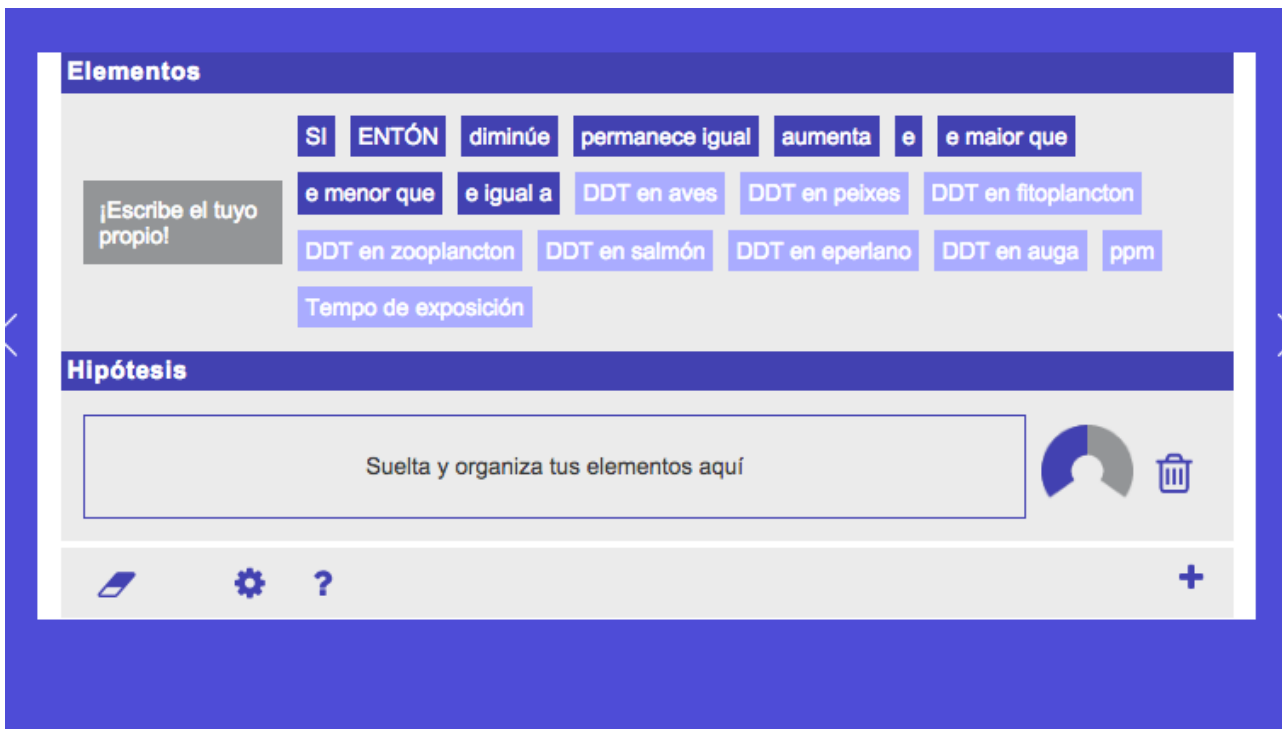 Elementos
SI ENTÓN diminúe permanece igual aumenta e e maior que
e menor que e igual a DDT en aves DDT en peixes DDT en fitoplancton
¡Escribe el tuyo
propio!
DDT en zooplancton DDT en salmón DDT en eperlano DDT en auga ppm
Tempo de exposición
Hipótesis
Suelta y organiza tus elementos aquí
?